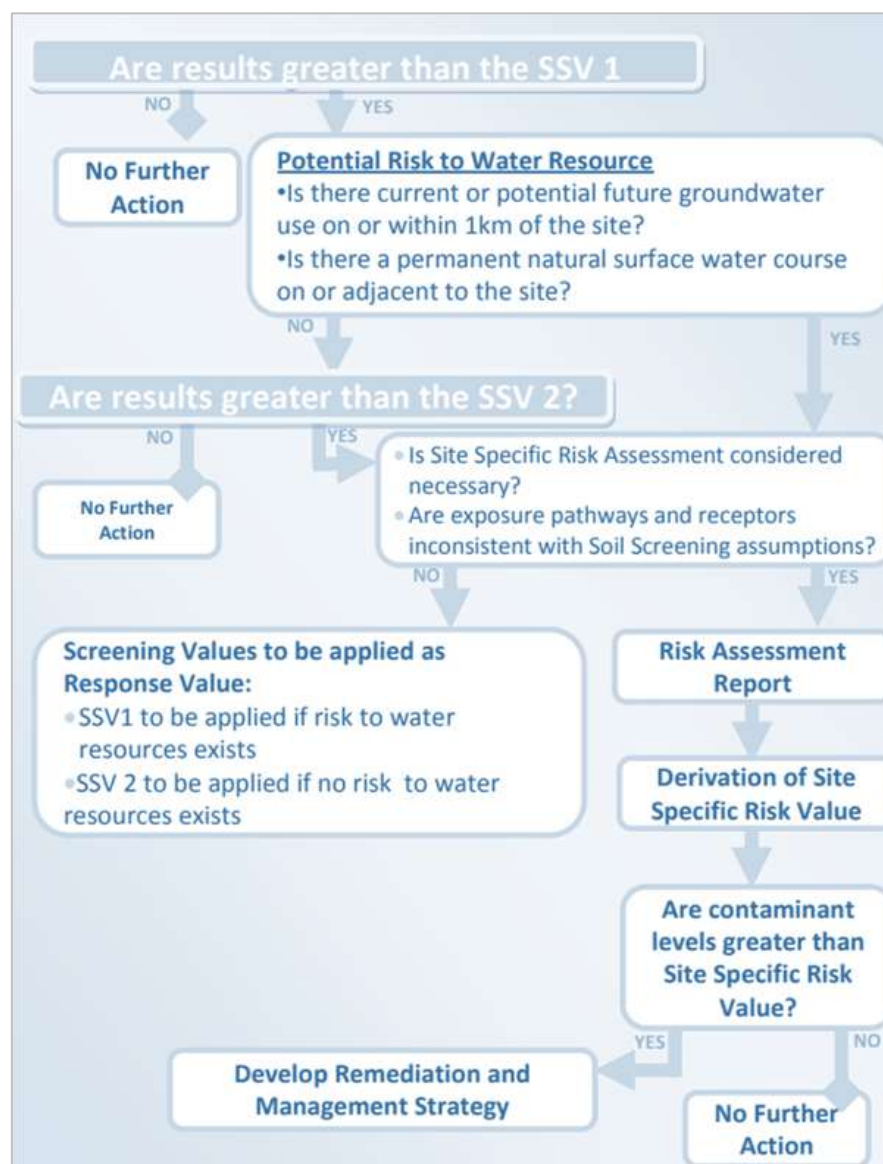 Are results greater than the SSV 1
NO
YES
No Further
Action
Potential Risk to Water Resource
•Is there current or potential future groundwater
use on or within 1km of the site?
•Is there a permanent natural surface water course
on or adjacent to the site?
NO
YES
Are results greater than the SSV 2?
NO
YES
No Further
Action
• Is Site Specific Risk Assessment considered
necessary?
• Are exposure pathways and receptors
inconsistent with Soil Screening assumptions?
NO
YES
Screening Values to be applied as
Response Value:
•SSV1 to be applied if risk to water
resources exists
•SSV 2 to be applied if no risk to water
resources exists
Risk Assessment
Report
Derivation of Site
Specific Risk Value
Are contaminant
levels greater than
Site Specific Risk
Value?
YES
NO
Develop Remediation and
Management Strategy
No Further
Action